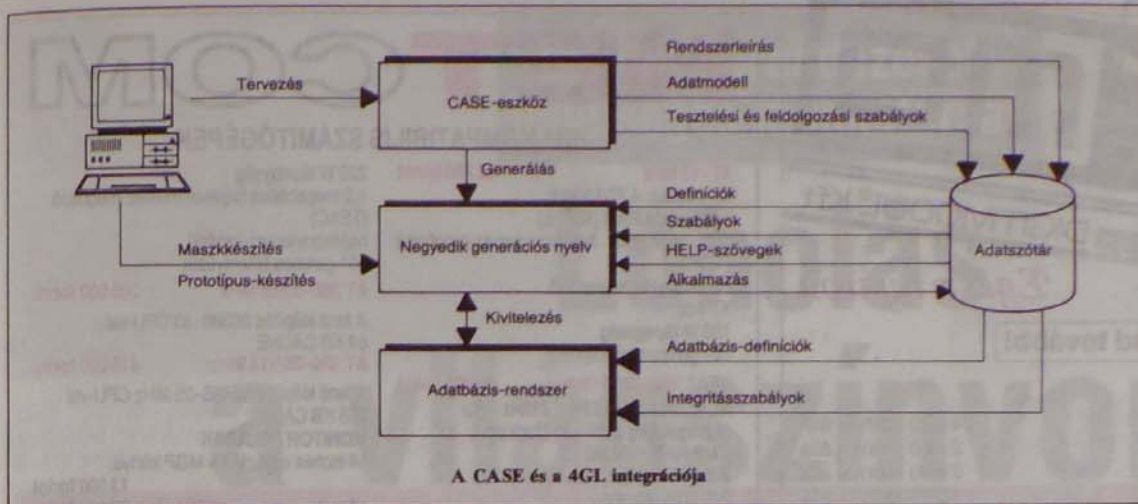 Tervezés
CASE-eszköz
Rendszerleírás
Adatmodell
Tesztelési és feldolgozási szabályok
Generálás
Maszkkészítés
Prototípus-készítés
Negyedik generációs nyelv
Definíciók
Szabályok
HELP-szövegek
Alkalmazás
Adatszótár
Kivitelezés
Adatbázis-rendszer
Adatbázis-definíciók
Integritásszabályok
A CASE és a 4GL integrációja